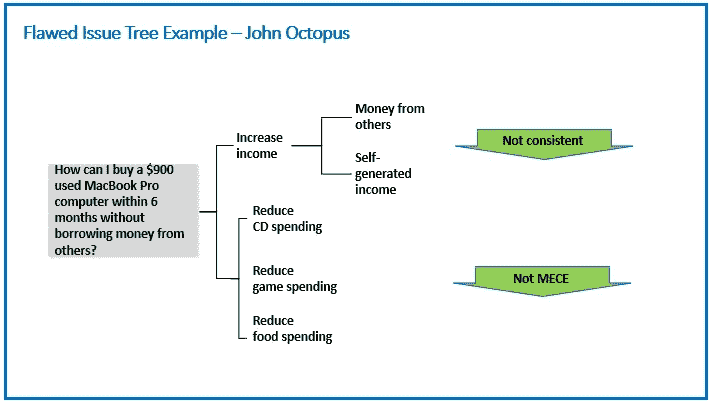 Flawed Issue Tree Example – John Octopus
How can I buy a $900
used MacBook Pro
computer within 6
months without
borrowing money from
others?
Increase
income
Money from
others
Self-
generated
income
Not consistent
Reduce
CD spending
Reduce
game spending
Reduce
food spending
Not MECE